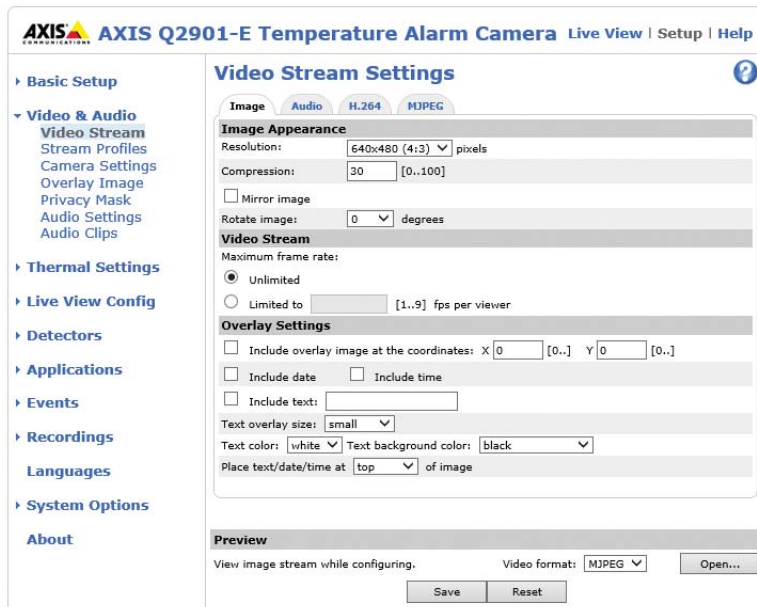 AXIS COMMUNICATIONS AXIS Q2901-E Temperature Alarm Camera Live View | Setup | Help
Basic Setup
Video & Audio
Video Stream
Stream Profiles
Camera Settings
Overlay Image
Privacy Mask
Audio Settings
Audio Clips
Thermal Settings
Live View Config
Detectors
Applications
Events
Recordings
Languages
System Options
About
Video Stream Settings ?
Image Audio H.264 MJPEG
Image Appearance
Resolution: 640x480 (4:3) pixels
Compression: 30 [0..100]
Mirror image
Rotate image: 0 degrees
Video Stream
Maximum frame rate:
Unlimited
Limited to [1..9] fps per viewer
Overlay Settings
Include overlay image at the coordinates: X 0 [0..] Y 0 [0..]
Include date Include time
Include text:
Text overlay size: small
Text color: white Text background color: black
Place text/date/time at top of image
Preview
View image stream while configuring. Video format: MJPEG Open...
Save Reset